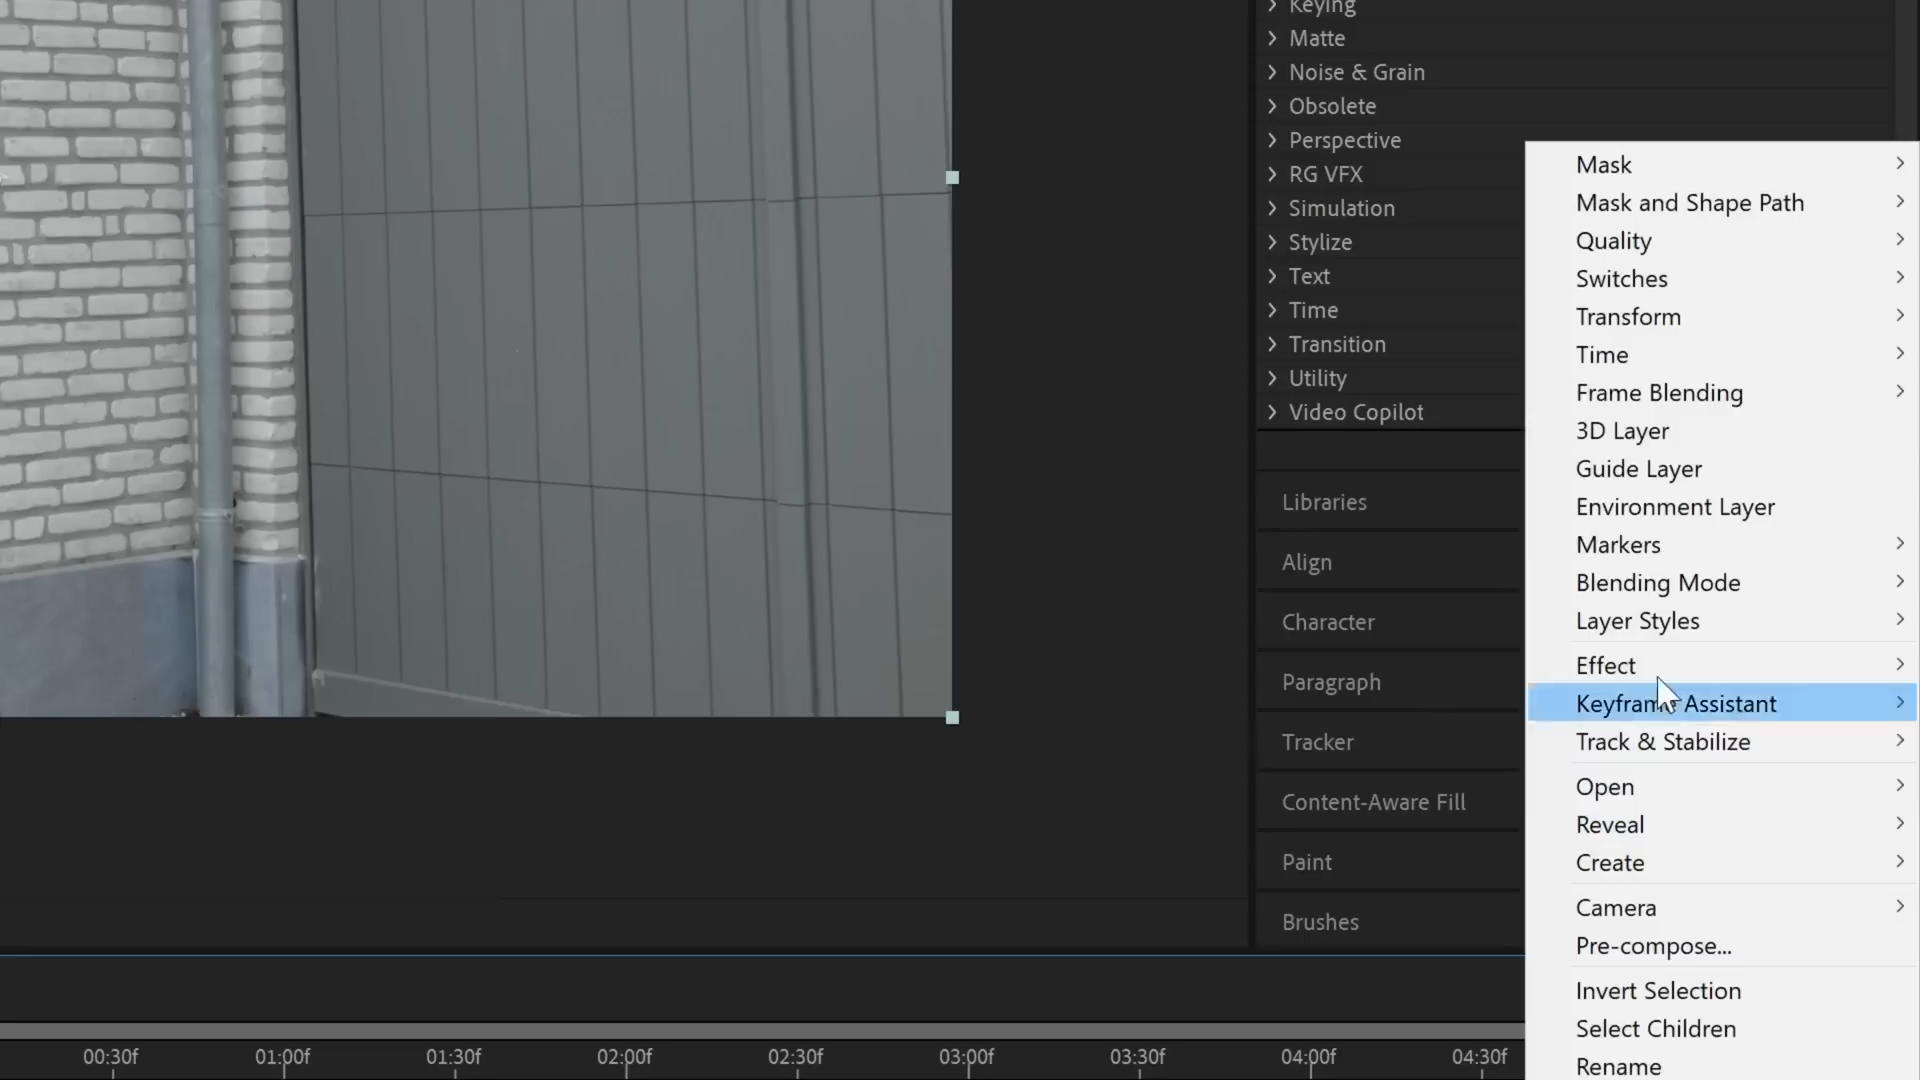 Keying
Matte
Noise & Grain
Obsolete
Perspective
RG VFX
Simulation
Stylize
Text
Time
Transition
Utility
Video Copilot
Libraries
Align
Character
Paragraph
Tracker
Content-Aware Fill
Paint
Brushes
Mask
Mask and Shape Path
Quality
Switches
Transform
Time
Frame Blending
3D Layer
Guide Layer
Environment Layer
Markers
Blending Mode
Layer Styles
Effect
Keyframe Assistant
Track & Stabilize
Open
Reveal
Create
Camera
Pre-compose...
Invert Selection
Select Children
Rename
00:30f 01:00f 01:30f 02:00f 02:30f 03:00f 03:30f 04:00f 04:30f